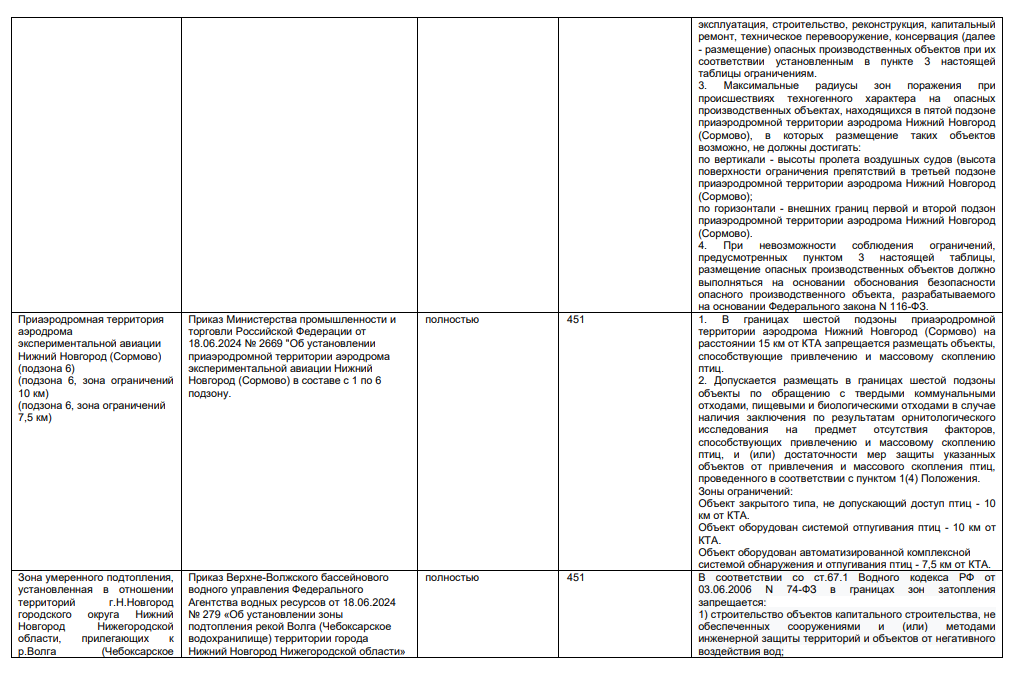 эксплуатация, строительство, реконструкция, капитальный
ремонт, техническое перевооружение, консервация (далее
- размещение) опасных производственных объектов при их
соответствии установленным в пункте 3 настоящей
таблицы ограничениям.
3. Максимальные радиусы зон поражения при
происшествиях техногенного характера на опасных
производственных объектах, находящихся в пятой подзоне
приаэродромной территории аэродрома Нижний Новгород
(Сормово), в которых размещение таких объектов
возможно, не должны достигать:
по вертикали - высоты пролета воздушных судов (высота
поверхности ограничения препятствий в третьей подзоне
приаэродромной территории аэродрома Нижний Новгород
(Сормово);
по горизонтали - внешних границ первой и второй подзон
приаэродромной территории аэродрома Нижний Новгород
(Сормово).
4. При невозможности соблюдения ограничений,
предусмотренных пунктом 3 настоящей таблицы,
размещение опасных производственных объектов должно
выполняться на основании обоснования безопасности
опасного производственного объекта, разрабатываемого
на основании Федерального закона N 116-ФЗ.
Приаэродромная территория
аэродрома
экспериментальной авиации
Нижний Новгород (Сормово)
(подзона 6)
(подзона 6, зона ограничений
10 км)
(подзона 6, зона ограничений
7,5 км)
Приказ Министерства промышленности и
торговли Российской Федерации от
18.06.2024 № 2669 "Об установлении
приаэродромной территории аэродрома
экспериментальной авиации Нижний
Новгород (Сормово) в составе с 1 по 6
подзону.
полностью
451
1. В границах шестой подзоны приаэродромной
территории аэродрома Нижний Новгород (Сормово) на
расстоянии 15 км от КТА запрещается размещать объекты,
способствующие привлечению и массовому скоплению
птиц.
2. Допускается размещать в границах шестой подзоны
объекты по обращению с твердыми коммунальными
отходами, пищевыми и биологическими отходами в случае
наличия заключения по результатам орнитологического
исследования на предмет отсутствия факторов,
способствующих привлечению и массовому скоплению
птиц, и (или) достаточности мер защиты указанных
объектов от привлечения и массового скопления птиц,
проведенного в соответствии с пунктом 1(4) Положения.
Зоны ограничений:
Объект закрытого типа, не допускающий доступ птиц - 10
км от КТА.
Объект оборудован системой отпугивания птиц - 10 км от
КТА.
Объект оборудован автоматизированной комплексной
системой обнаружения и отпугивания птиц - 7,5 км от КТА.
Зона умеренного подтопления,
установленная в отношении
территорий г.Н.Новгород
городского округа Нижний
Новгород Нижегородской
области, прилегающих к
р.Волга (Чебоксарское
Приказ Верхне-Волжского бассейнового
водного управления Федерального
Агентства водных ресурсов от 18.06.2024
№ 279 «Об установлении зоны
подтопления рекой Волга (Чебоксарское
водохранилище) территории города
Нижний Новгород Нижегородской области»
полностью
451
В соответствии со ст.67.1 Водного кодекса РФ от
03.06.2006 N 74-ФЗ в границах зон затопления
запрещается:
1) строительство объектов капитального строительства, не
обеспеченных сооружениями и (или) методами
инженерной защиты территорий и объектов от негативного
воздействия вод;